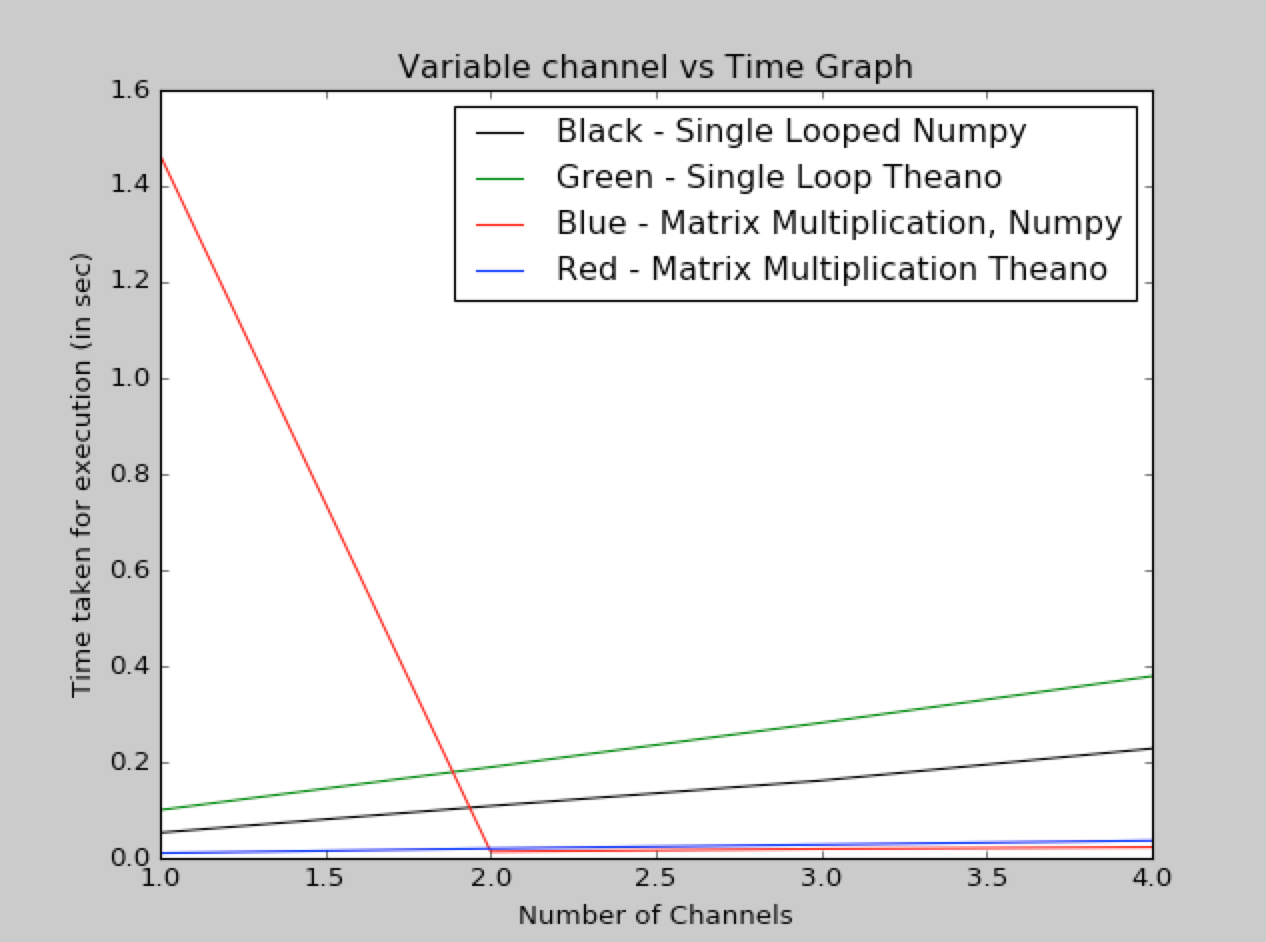 Variable channel vs Time Graph
1.6
1.4
1.2
1.0
0.8
0.6
0.4
0.2
0.0
Time taken for execution (in sec)
Black - Single Looped Numpy
Green - Single Loop Theano
Blue - Matrix Multiplication, Numpy
Red - Matrix Multiplication Theano
1.0 1.5 2.0 2.5 3.0 3.5 4.0
Number of Channels